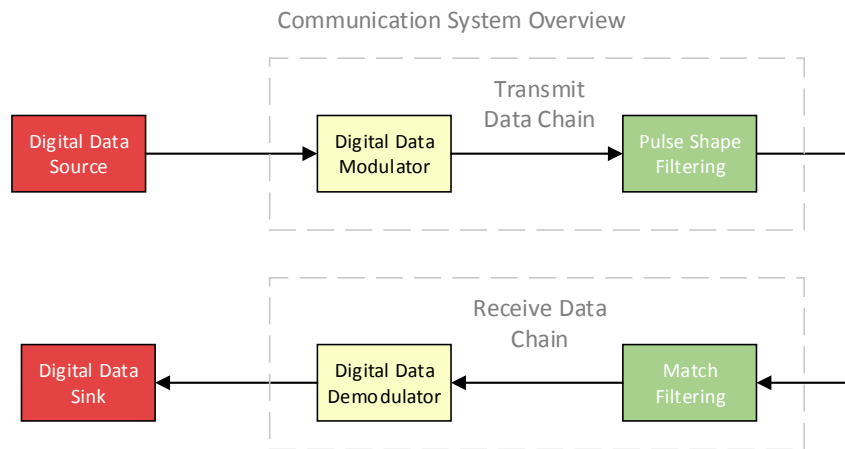 Communication System Overview
Transmit
Data Chain
Digital Data
Source
Digital Data
Modulator
Pulse Shape
Filtering
Receive Data
Chain
Digital Data
Sink
Digital Data
Demodulator
Match
Filtering